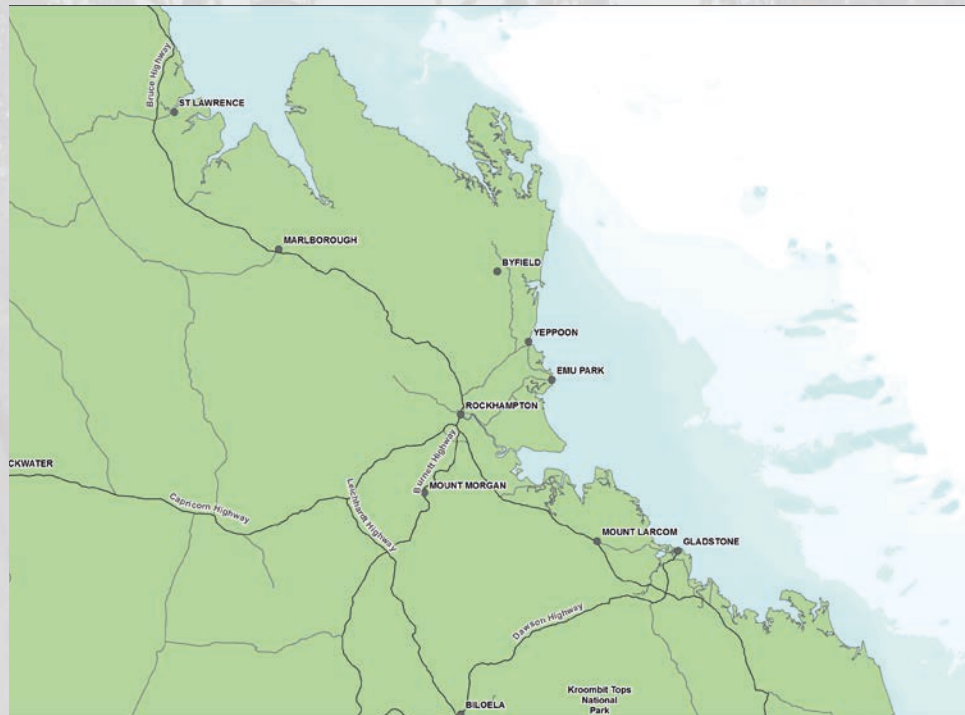 Bruce Highway
ST LAWRENCE
MARLBOROUGH
BYFIELD
YEPPOON
EMU PARK
ROCKHAMPTON
CKWATER
Burnett Highway
MOUNT MORGAN
Capricorn Highway
Leichhardt Highway
MOUNT LARCOM
GLADSTONE
Dawson Highway
Kroombit Tops
National
Park
BILOELA